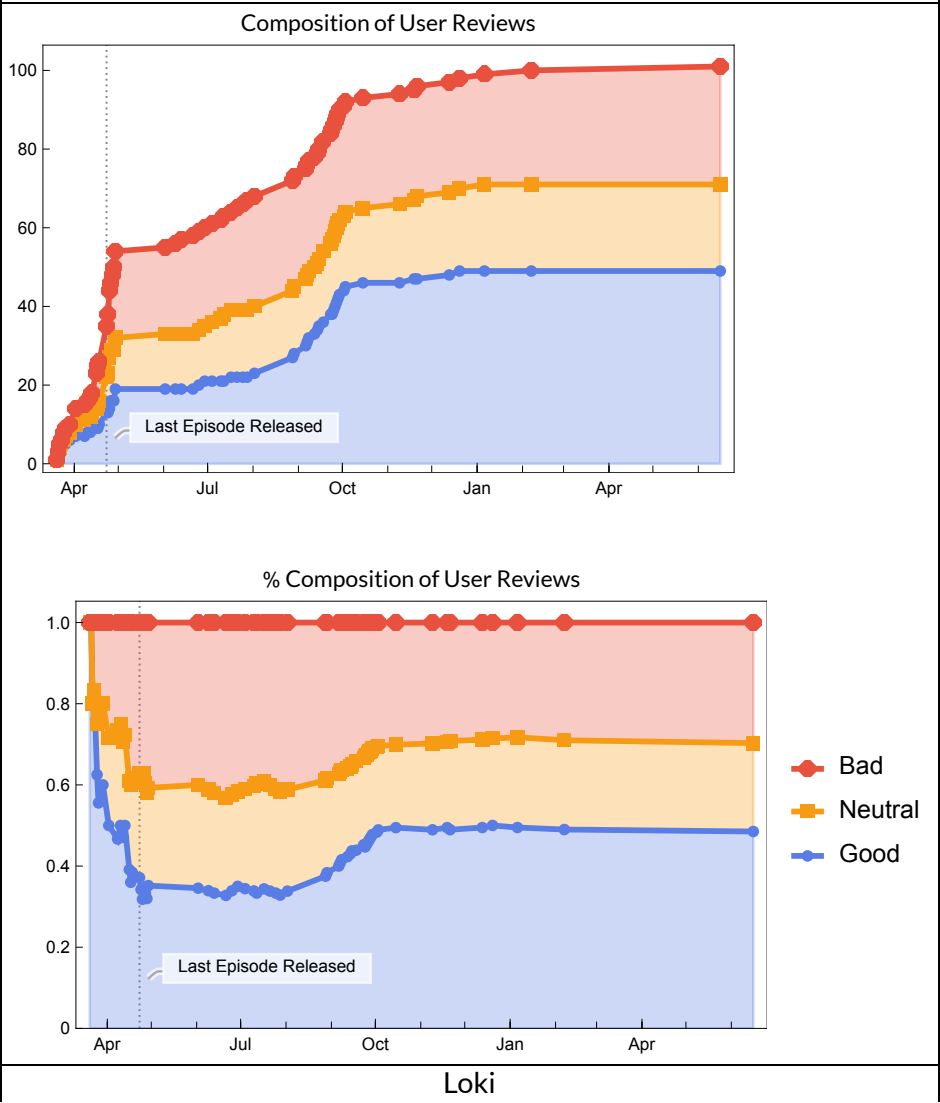 Composition of User Reviews
100
80
60
40
20
0
Last Episode Released
Apr Jul Oct Jan Apr
% Composition of User Reviews
1.0
0.8
0.6
0.4
0.2
0
Last Episode Released
Apr Jul Oct Jan Apr
Bad
Neutral
Good
Loki